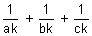 1/ak + 1/bk + 1/ck